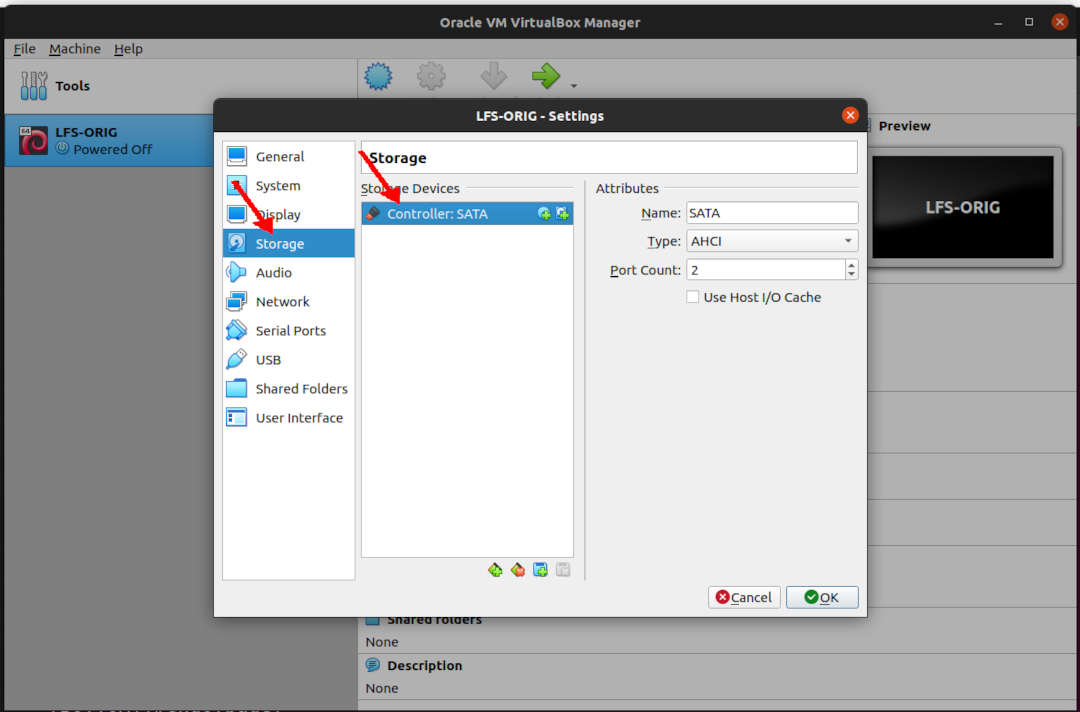 Oracle VM VirtualBox Manager
File Machine Help
Tools
64
LFS-ORIG
Powered Off
Preview
LFS-ORIG
LFS-ORIG - Settings
General
System
Display
Storage
Audio
Network
Serial Ports
USB
Shared Folders
User Interface
Storage
Storage Devices
Controller: SATA
Attributes
Name: SATA
Type: AHCI
Port Count: 2
Use Host I/O Cache
Cancel OK
Shared folders
None
Description
None